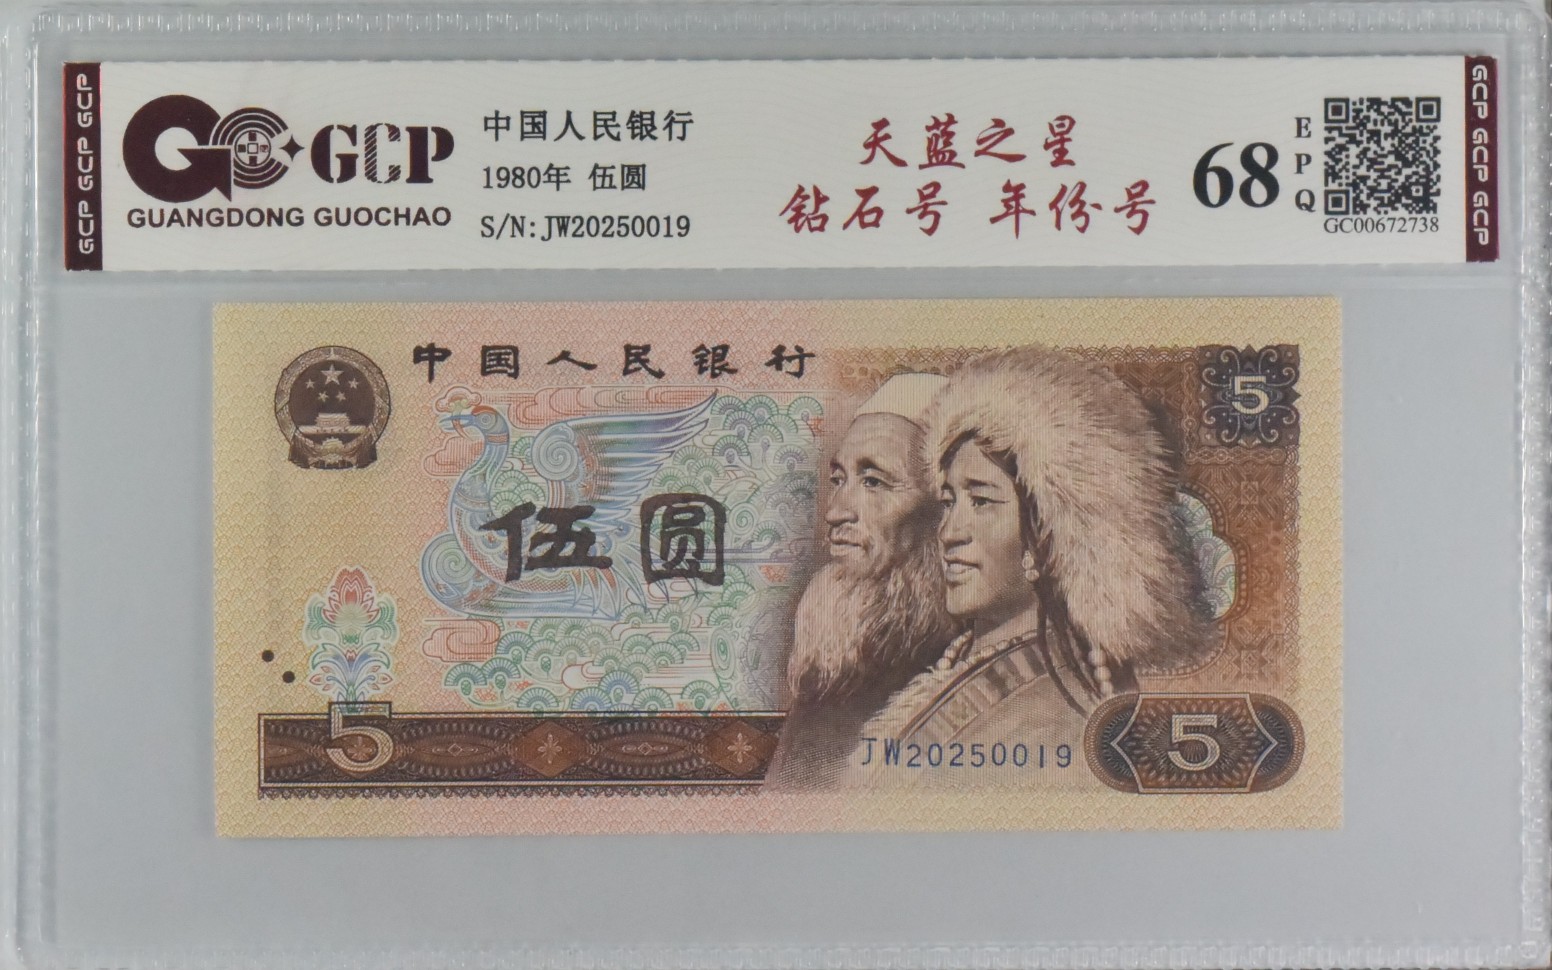 GCP GCP GCP
GCP
GUANGDONG GUOCHAO
中国人民银行
1980年 伍圆
S/N:JW20250019
天蓝之星
钻石号 年份号
68
EPQ
GC00672738
GCP GCP GCP
中国人民银行
5
伍圆
5
JW20250019
5